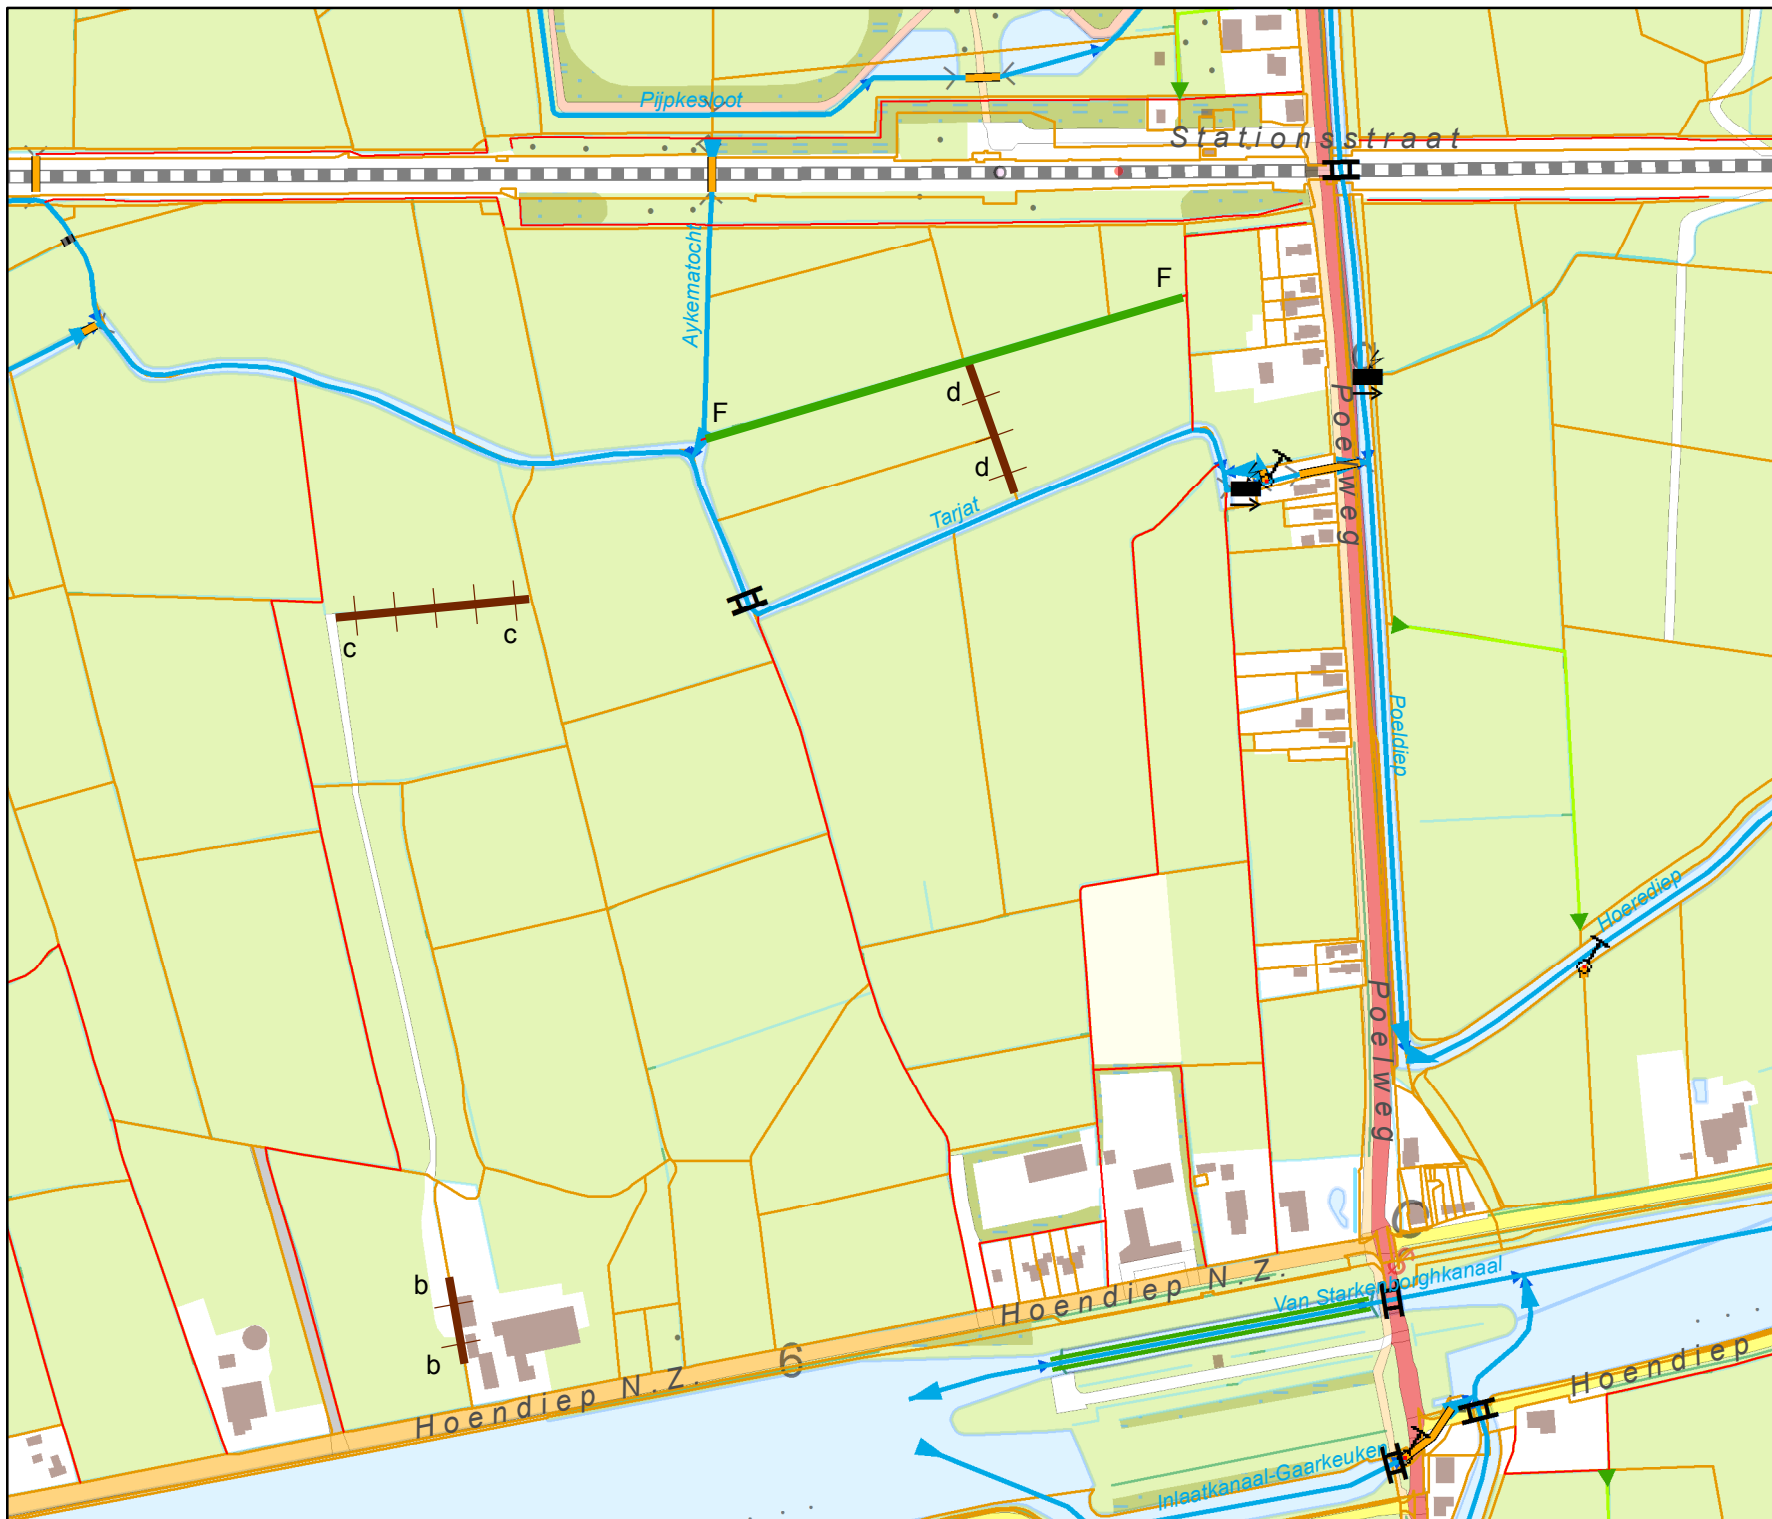 Pijpkesloot
Stationsstraat
Aykematocht
F
F
d
d
Poelweg
Tarjat
c
c
Poeldiep
Hoerediep
Poelweg
b
b
Hoendiep N.Z.
Van Starkenborghkanaal
6
Hoendiep N.Z.
Hoendiep
Inlaatkanaal-Gaarkeuken